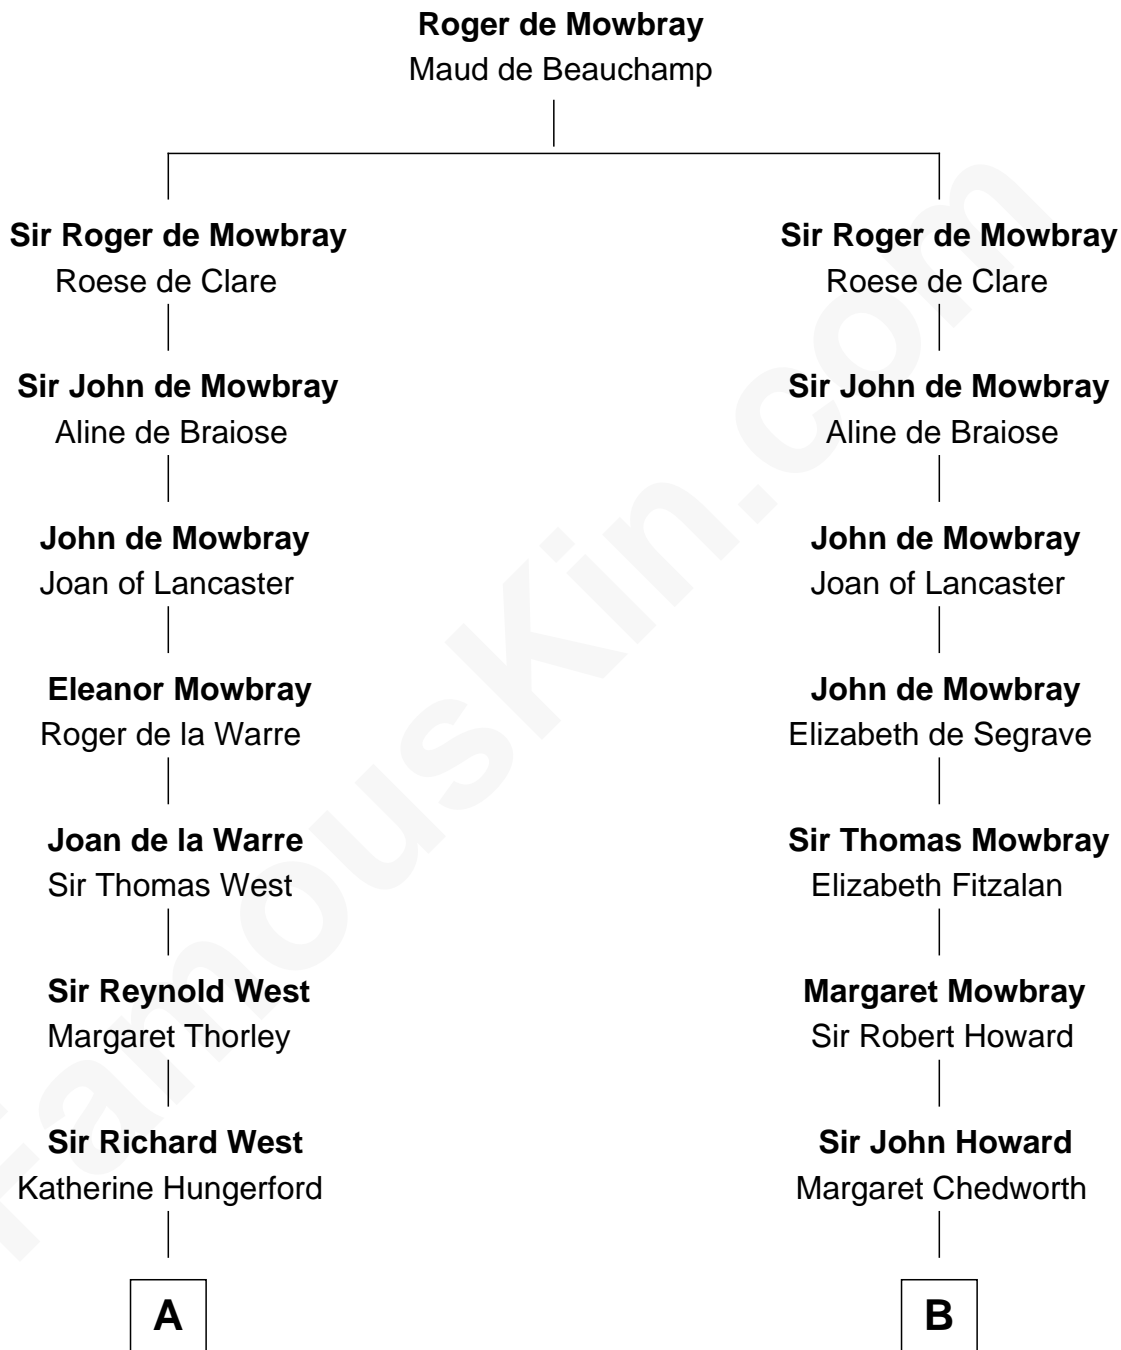 Roger de Mowbray
Maud de Beauchamp
Sir Roger de Mowbray
Roese de Clare
Sir John de Mowbray
Aline de Braiose
John de Mowbray
Joan of Lancaster
Eleanor Mowbray
Roger de la Warre
Joan de la Warre
Sir Thomas West
Sir Reynold West
Margaret Thorley
Sir Richard West
Katherine Hungerford
A
Sir Roger de Mowbray
Roese de Clare
Sir John de Mowbray
Aline de Braiose
John de Mowbray
Joan of Lancaster
John de Mowbray
Elizabeth de Segrave
Sir Thomas Mowbray
Elizabeth Fitzalan
Margaret Mowbray
Sir Robert Howard
Sir John Howard
Margaret Chedworth
B
FamousKin.com